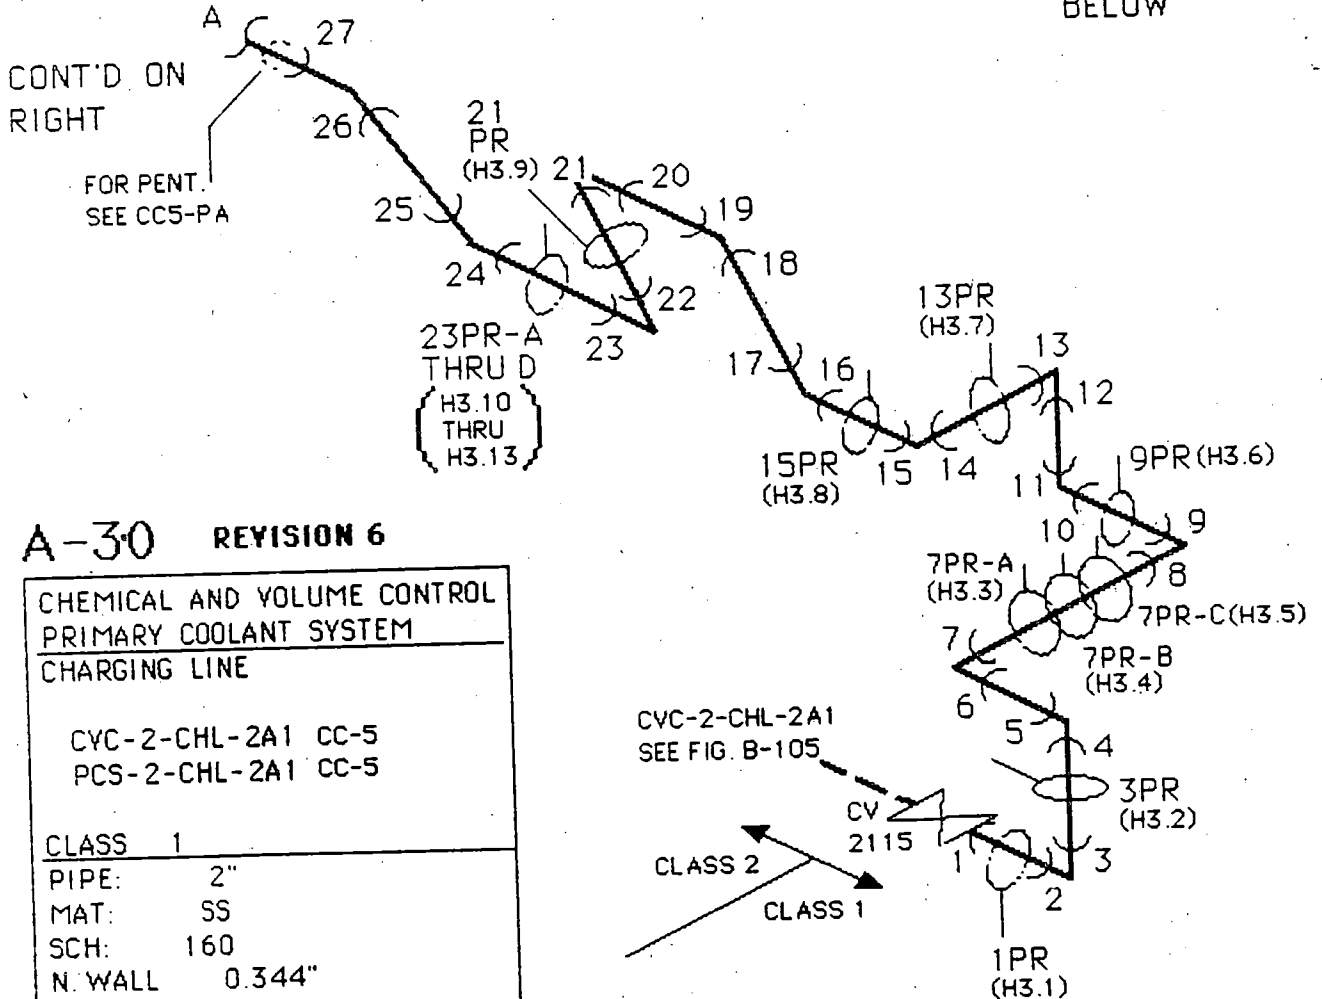 BELOW
A
27
CONT'D ON
RIGHT
26
21
PR
(H3.9)
21
20
FOR PENT.
SEE CC5-PA
25
19
24
18
22
23
23PR-A
THRU D
(H3.10
THRU
H3.13)
13PR
(H3.7)
17
16
13
12
15PR
(H3.8)
15
14
11
9PR(H3.6)
10
9
A-30 REVISION 6
7PR-A
(H3.3)
8
7PR-C(H3.5)
7
7PR-B
(H3.4)
6
5
4
CHEMICAL AND VOLUME CONTROL
PRIMARY COOLANT SYSTEM
CHARGING LINE
CVC-2-CHL-2A1 CC-5
PCS-2-CHL-2A1 CC-5
CLASS 1
PIPE: 2"
MAT: SS
SCH: 160
N. WALL 0.344"
CVC-2-CHL-2A1
SEE FIG. B-105
CV
2115
3PR
(H3.2)
1
3
2
CLASS 2
CLASS 1
1PR
(H3.1)